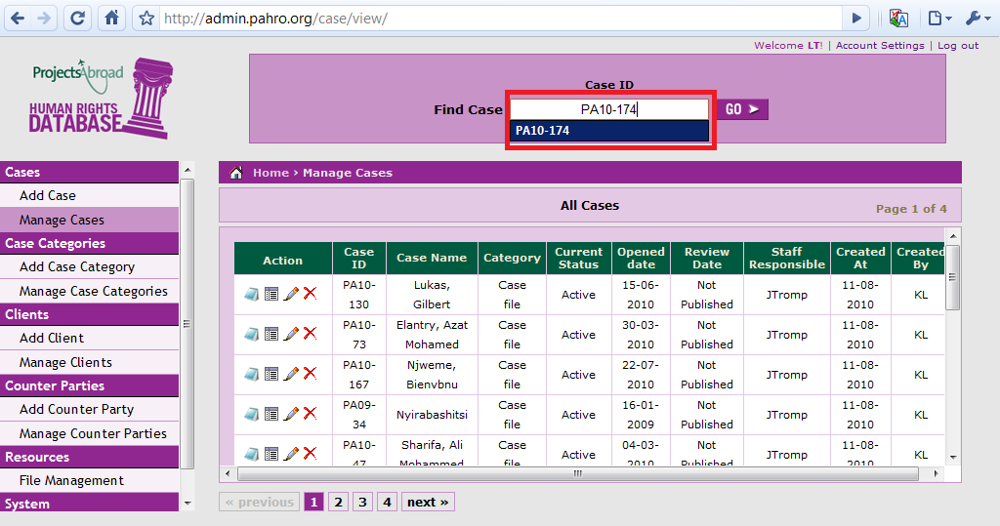 http://admin.pahro.org/case/view/
Welcome LT! | Account Settings | Log out
ProjectsAbroad
HUMAN RIGHTS
DATABASE
Case ID
Find Case PA10-174 GO
PA10-174
Cases
Add Case
Manage Cases
Case Categories
Add Case Category
Manage Case Categories
Clients
Add Client
Manage Clients
Counter Parties
Add Counter Party
Manage Counter Parties
Resources
File Management
System
Home › Manage Cases
All Cases
Page 1 of 4
Action Case ID Case Name Category Current Status Opened date Review Date Staff Responsible Created At Created By
PA10-130 Lukas, Gilbert Case file Active 15-06-2010 Not Published JTromp 11-08-2010 KL
PA10-73 Elantry, Azat Mohamed Case file Active 30-03-2010 Not Published JTromp 11-08-2010 KL
PA10-167 Njweme, Bienvbnu Case file Active 22-07-2010 Not Published JTromp 11-08-2010 KL
PA09-34 Nyirabashitsi Case file Active 16-01-2009 Not Published JTromp 11-08-2010 KL
PA10-47 Sharifa, Ali Mohammed Case file Active 04-03-2010 Not Published JTromp 11-08-2010 KL
« previous 1 2 3 4 next »